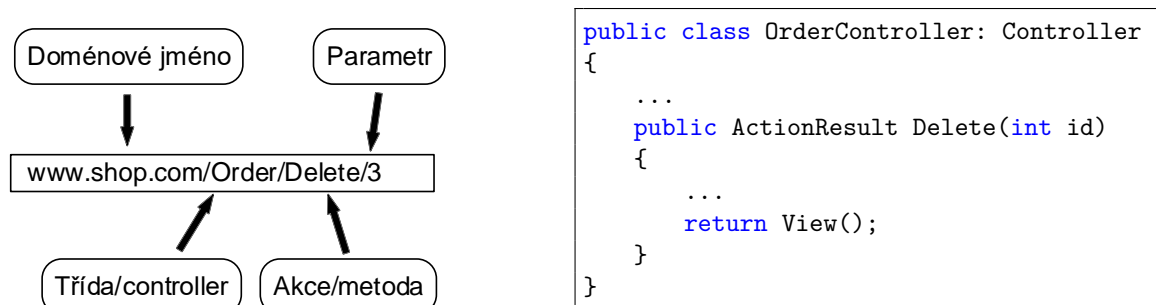 Doménové jméno
Parametr
www.shop.com/Order/Delete/3
Třída/controller
Akce/metoda
public class OrderController: Controller
{
...
public ActionResult Delete(int id)
{
...
return View();
}
}